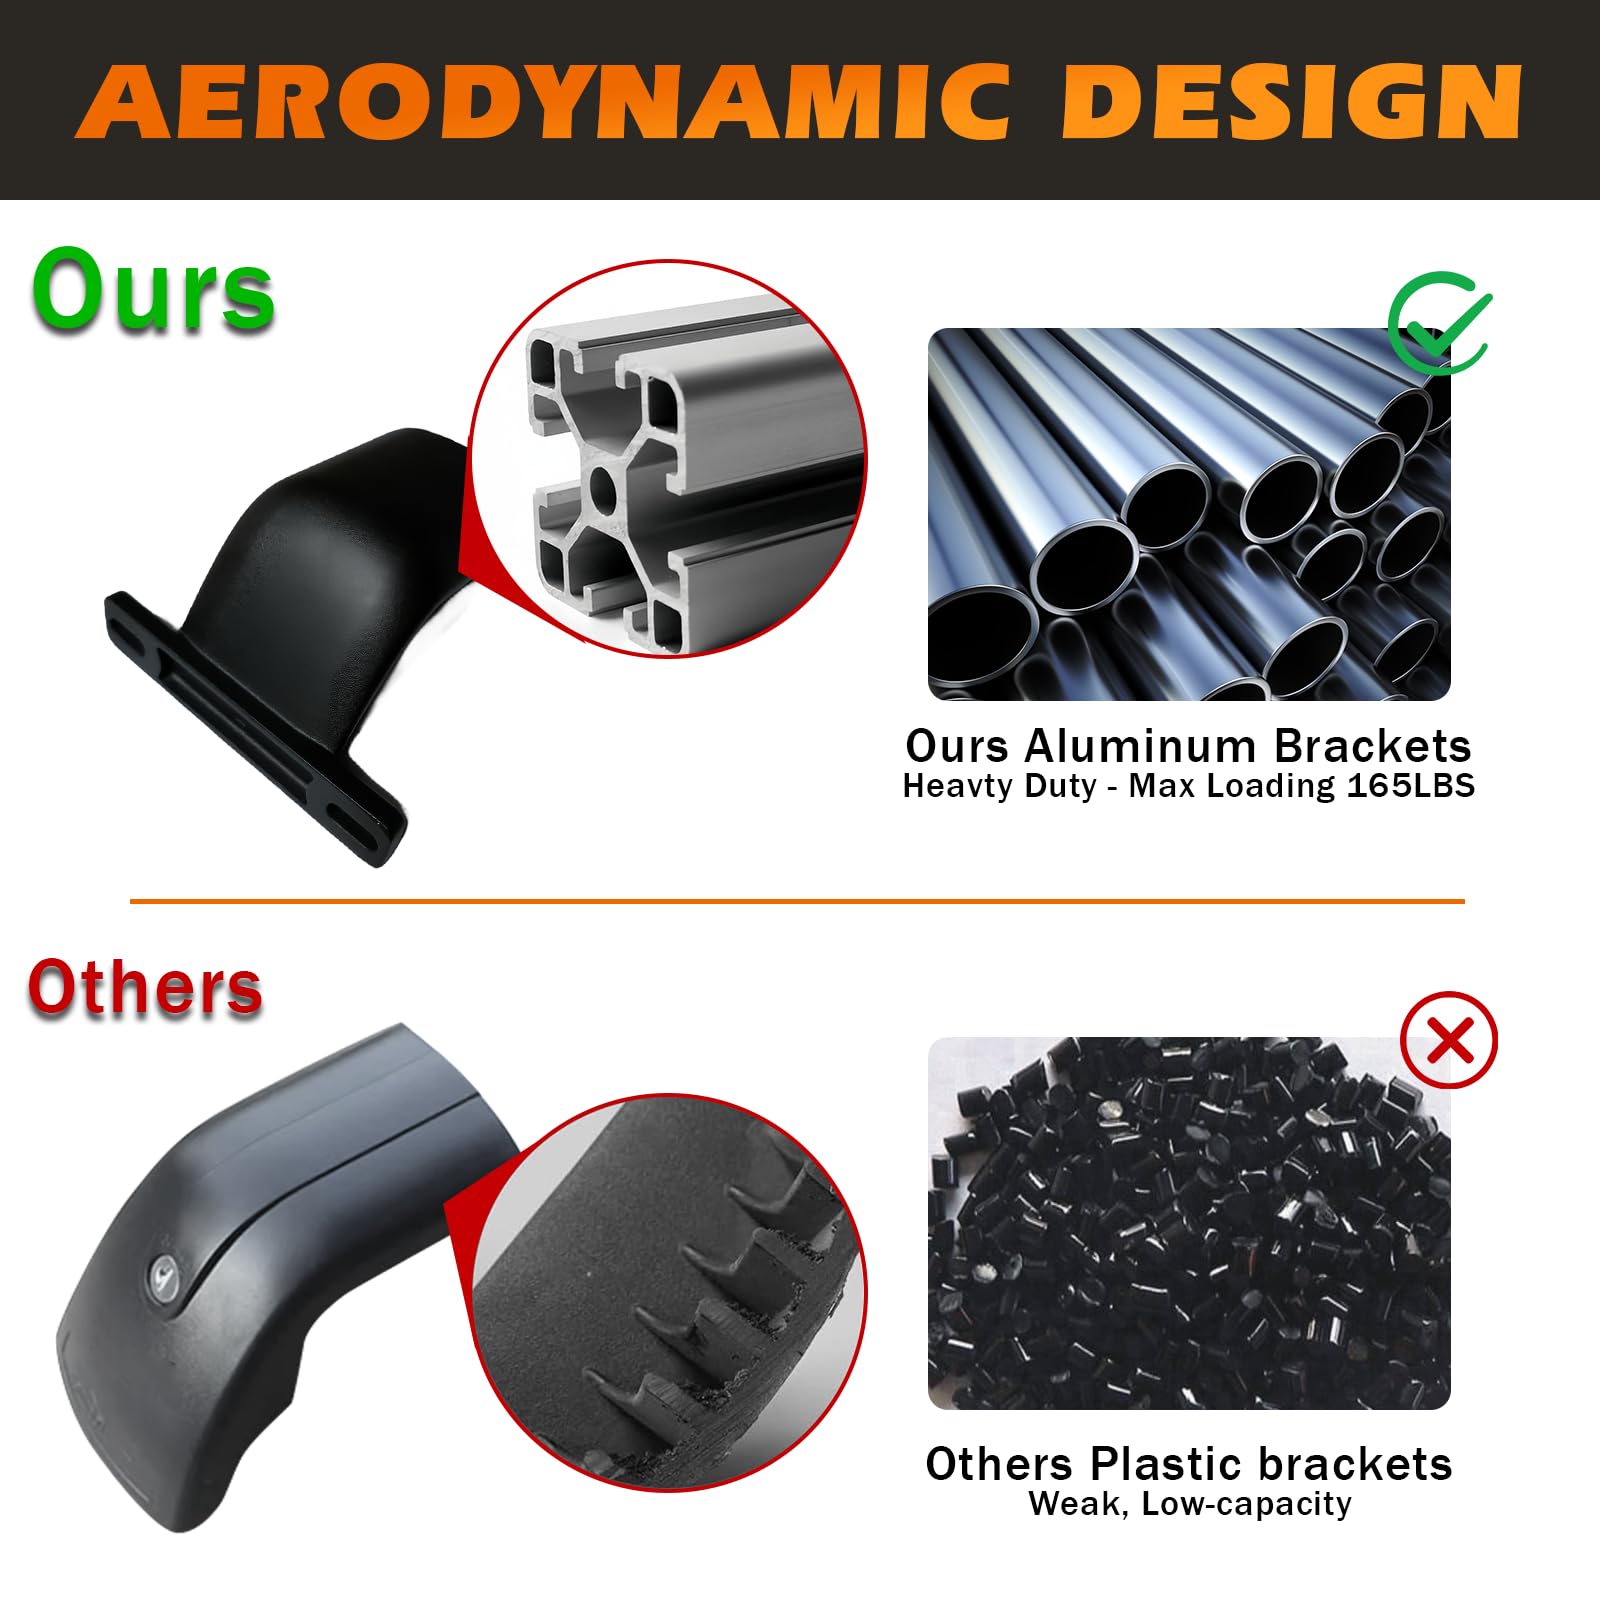 AERODYNAMIC DESIGN
Ours
Ours Aluminum Brackets
Heavty Duty - Max Loading 165LBS
Others
Others Plastic brackets
Weak, Low-capacity